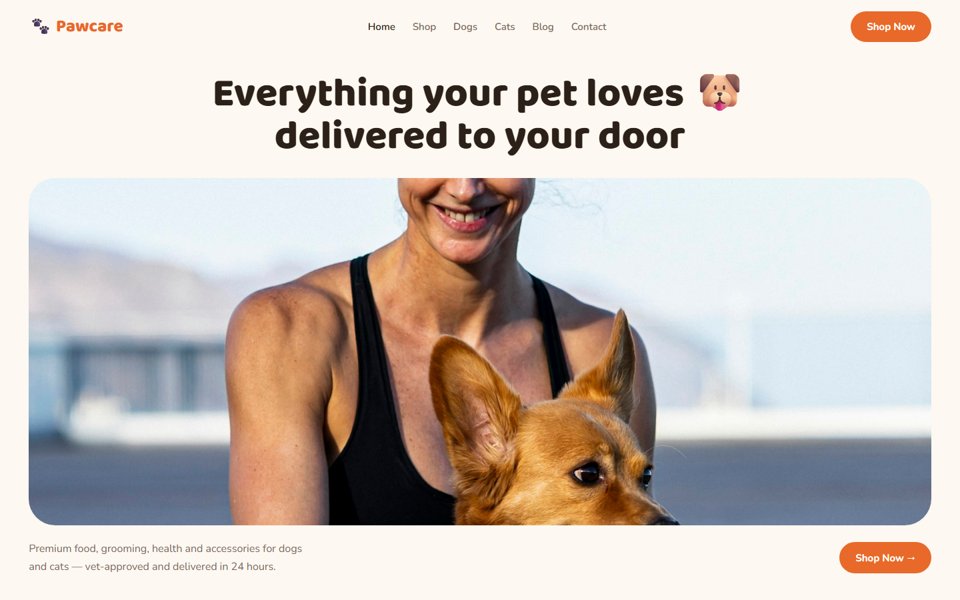 Pawcare
Home Shop Dogs Cats Blog Contact
Shop Now
Everything your pet loves
delivered to your door
Premium food, grooming, health and accessories for dogs
and cats — vet-approved and delivered in 24 hours.
Shop Now →